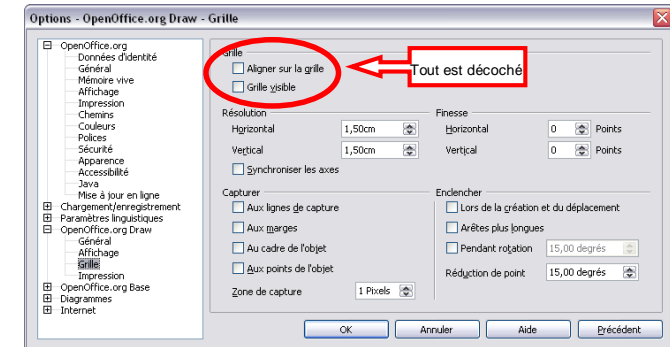 Options - OpenOffice.org Draw - Grille
OpenOffice.org
Données d'identité
Général
Mémoire vive
Affichage
Impression
Chemins
Couleurs
Polices
Sécurité
Apparence
Accessibilité
Java
Mise à jour en ligne
Chargement/enregistrement
Paramètres linguistiques
OpenOffice.org Draw
Général
Affichage
Grille
Impression
OpenOffice.org Base
Diagrammes
Internet
Grille
Aligner sur la grille
Grille visible
Tout est décoché
Résolution
Horizontal 1,50cm
Vertical 1,50cm
Synchroniser les axes
Finesse
Horizontal 0 Points
Vertical 0 Points
Capturer
Aux lignes de capture
Aux marges
Au cadre de l'objet
Aux points de l'objet
Zone de capture 1 Pixels
Enclencher
Lors de la création et du déplacement
Arêtes plus longues
Pendant rotation 15,00 degrés
Réduction de point 15,00 degrés
OK Annuler Aide Précédent